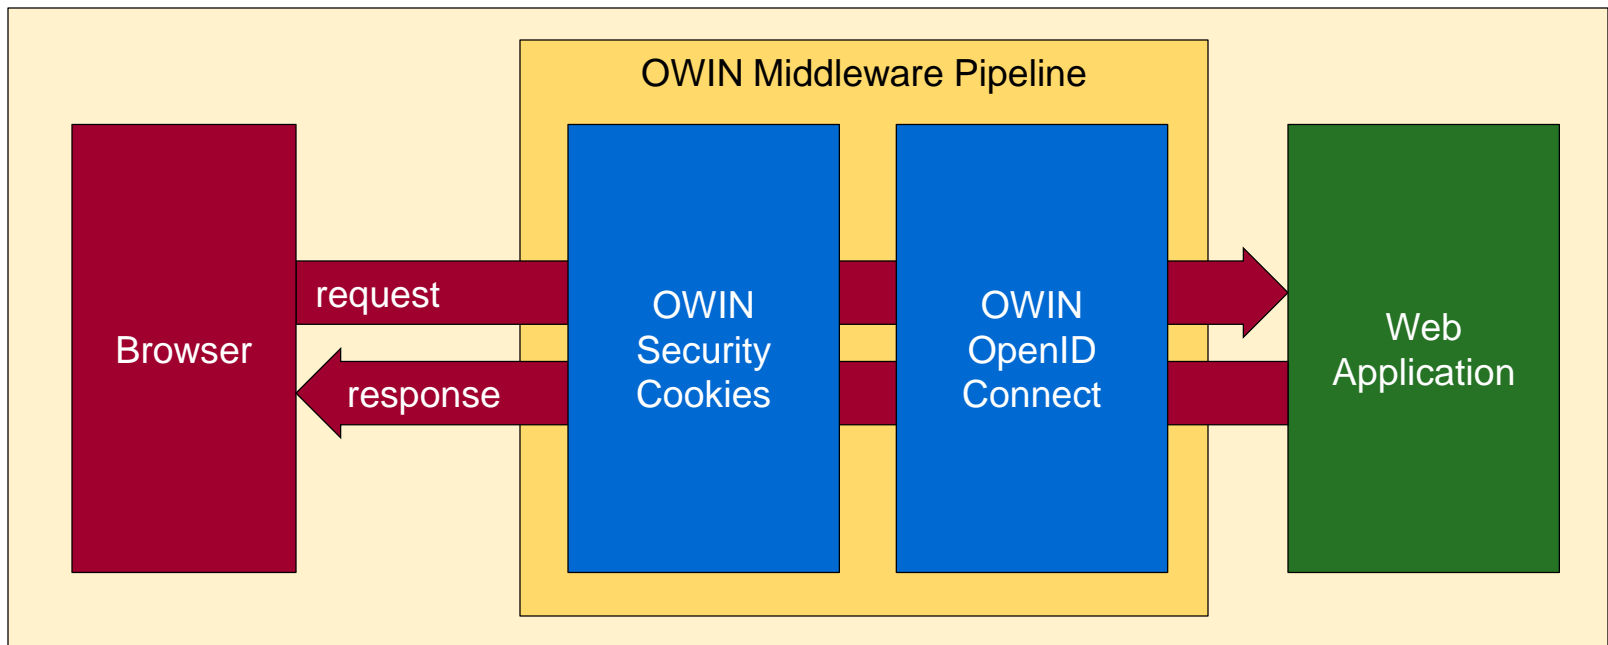 OWIN Middleware Pipeline
Browser
request
response
OWIN
Security
Cookies
OWIN
OpenID
Connect
Web
Application